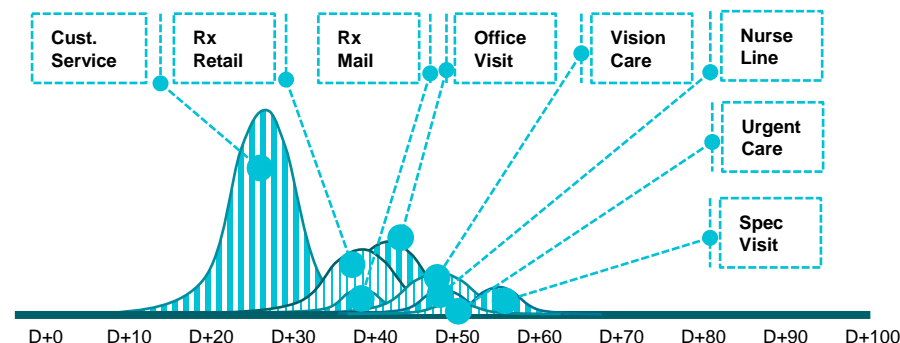 Cust.
Service
Rx
Retail
Rx
Mail
Office
Visit
Vision
Care
Nurse
Line
Urgent
Care
Spec
Visit
D+0 D+10 D+20 D+30 D+40 D+50 D+60 D+70 D+80 D+90 D+100